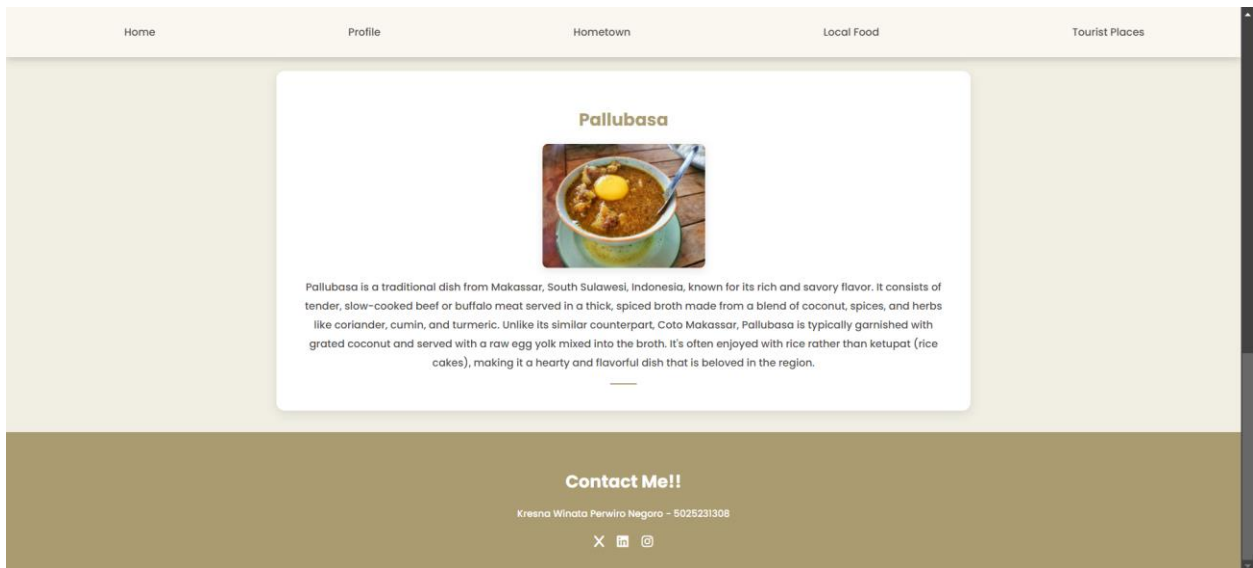 Home Profile Hometown Local Food Tourist Places
Pallubasa
Pallubasa is a traditional dish from Makassar, South Sulawesi, Indonesia, known for its rich and savory flavor. It consists of
tender, slow-cooked beef or buffalo meat served in a thick, spiced broth made from a blend of coconut, spices, and herbs
like coriander, cumin, and turmeric. Unlike its similar counterpart, Coto Makassar, Pallubasa is typically garnished with
grated coconut and served with a raw egg yolk mixed into the broth. It's often enjoyed with rice rather than ketupat (rice
cakes), making it a hearty and flavorful dish that is beloved in the region.
Contact Me!!
Kresna Winata Perwiro Negoro - 5025231308